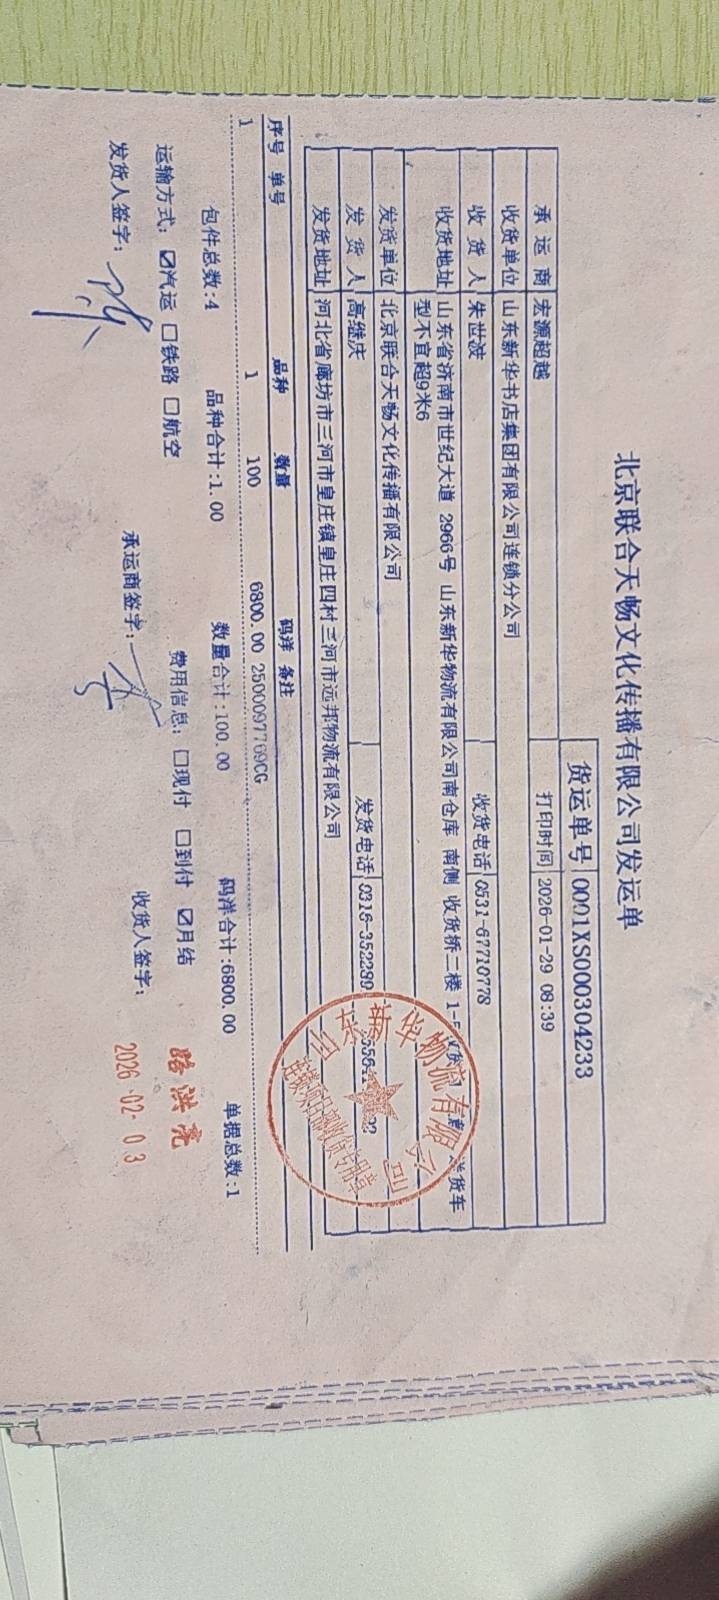 北京联合天畅文化传播有限公司发运单
货运单号 0001XS000304233
承运商 宏源超越 打印时间 2026-01-29 08:39
收货单位 山东新华书店集团有限公司连锁分公司
收货人 朱世波 收货电话 0531-67710778
收货地址 山东省济南市世纪大道 2966号 山东新华物流有限公司南仓库 南侧 收货桥二楼 送货车
型不宜超9米6
发货单位 北京联合天畅文化传播有限公司
发货人 高继庆 发货电话
发货地址 河北省廊坊市三河市皇庄镇皇庄四村三河市远邦物流有限公司
序号 单号 品种 数量 码洋 备注
1 1 100 6800.00 2500097769CG
包件总数:4 品种合计:1.00 数量合计:100.00 码洋合计:6800.00 单据总数:1
运输方式: ☑汽运 □铁路 □航空 费用信息: □现付 □到付 ☑月结
发货人签字: 承运商签字: 收货人签字:
路洪亮
2026-02-03
山东新华物流有限公司